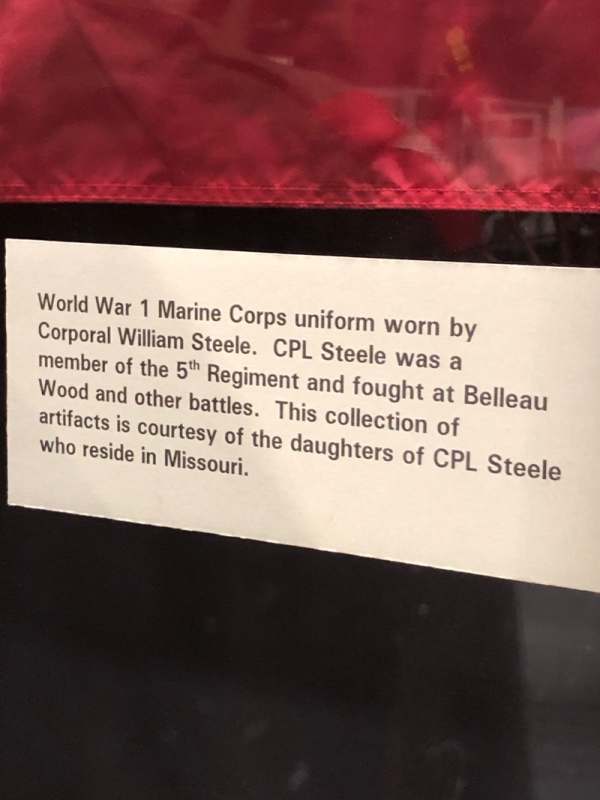 World War 1 Marine Corps uniform worn by
Corporal William Steele.  CPL Steele was a
member of the 5th Regiment and fought at Belleau
Wood and other battles.  This collection of
artifacts is courtesy of the daughters of CPL Steele
who reside in Missouri.